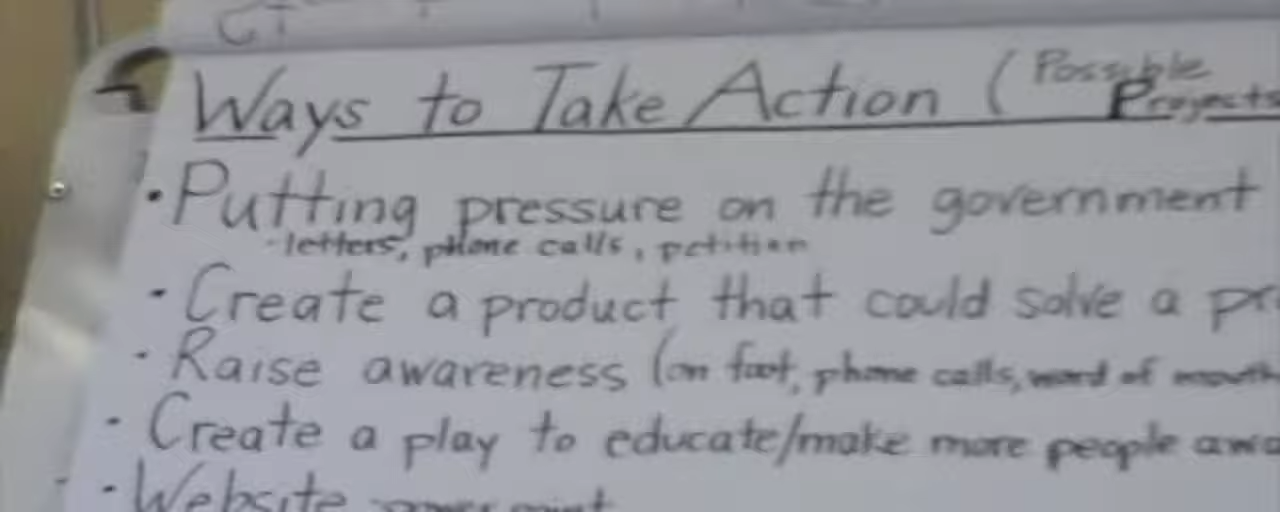 Ways to Take Action (Possible Projects
• Putting pressure on the government
- letters, phone calls, petition
• Create a product that could solve a
• Raise awareness (on foot, phone calls, word of mouth
• Create a play to educate/make more people
• Website